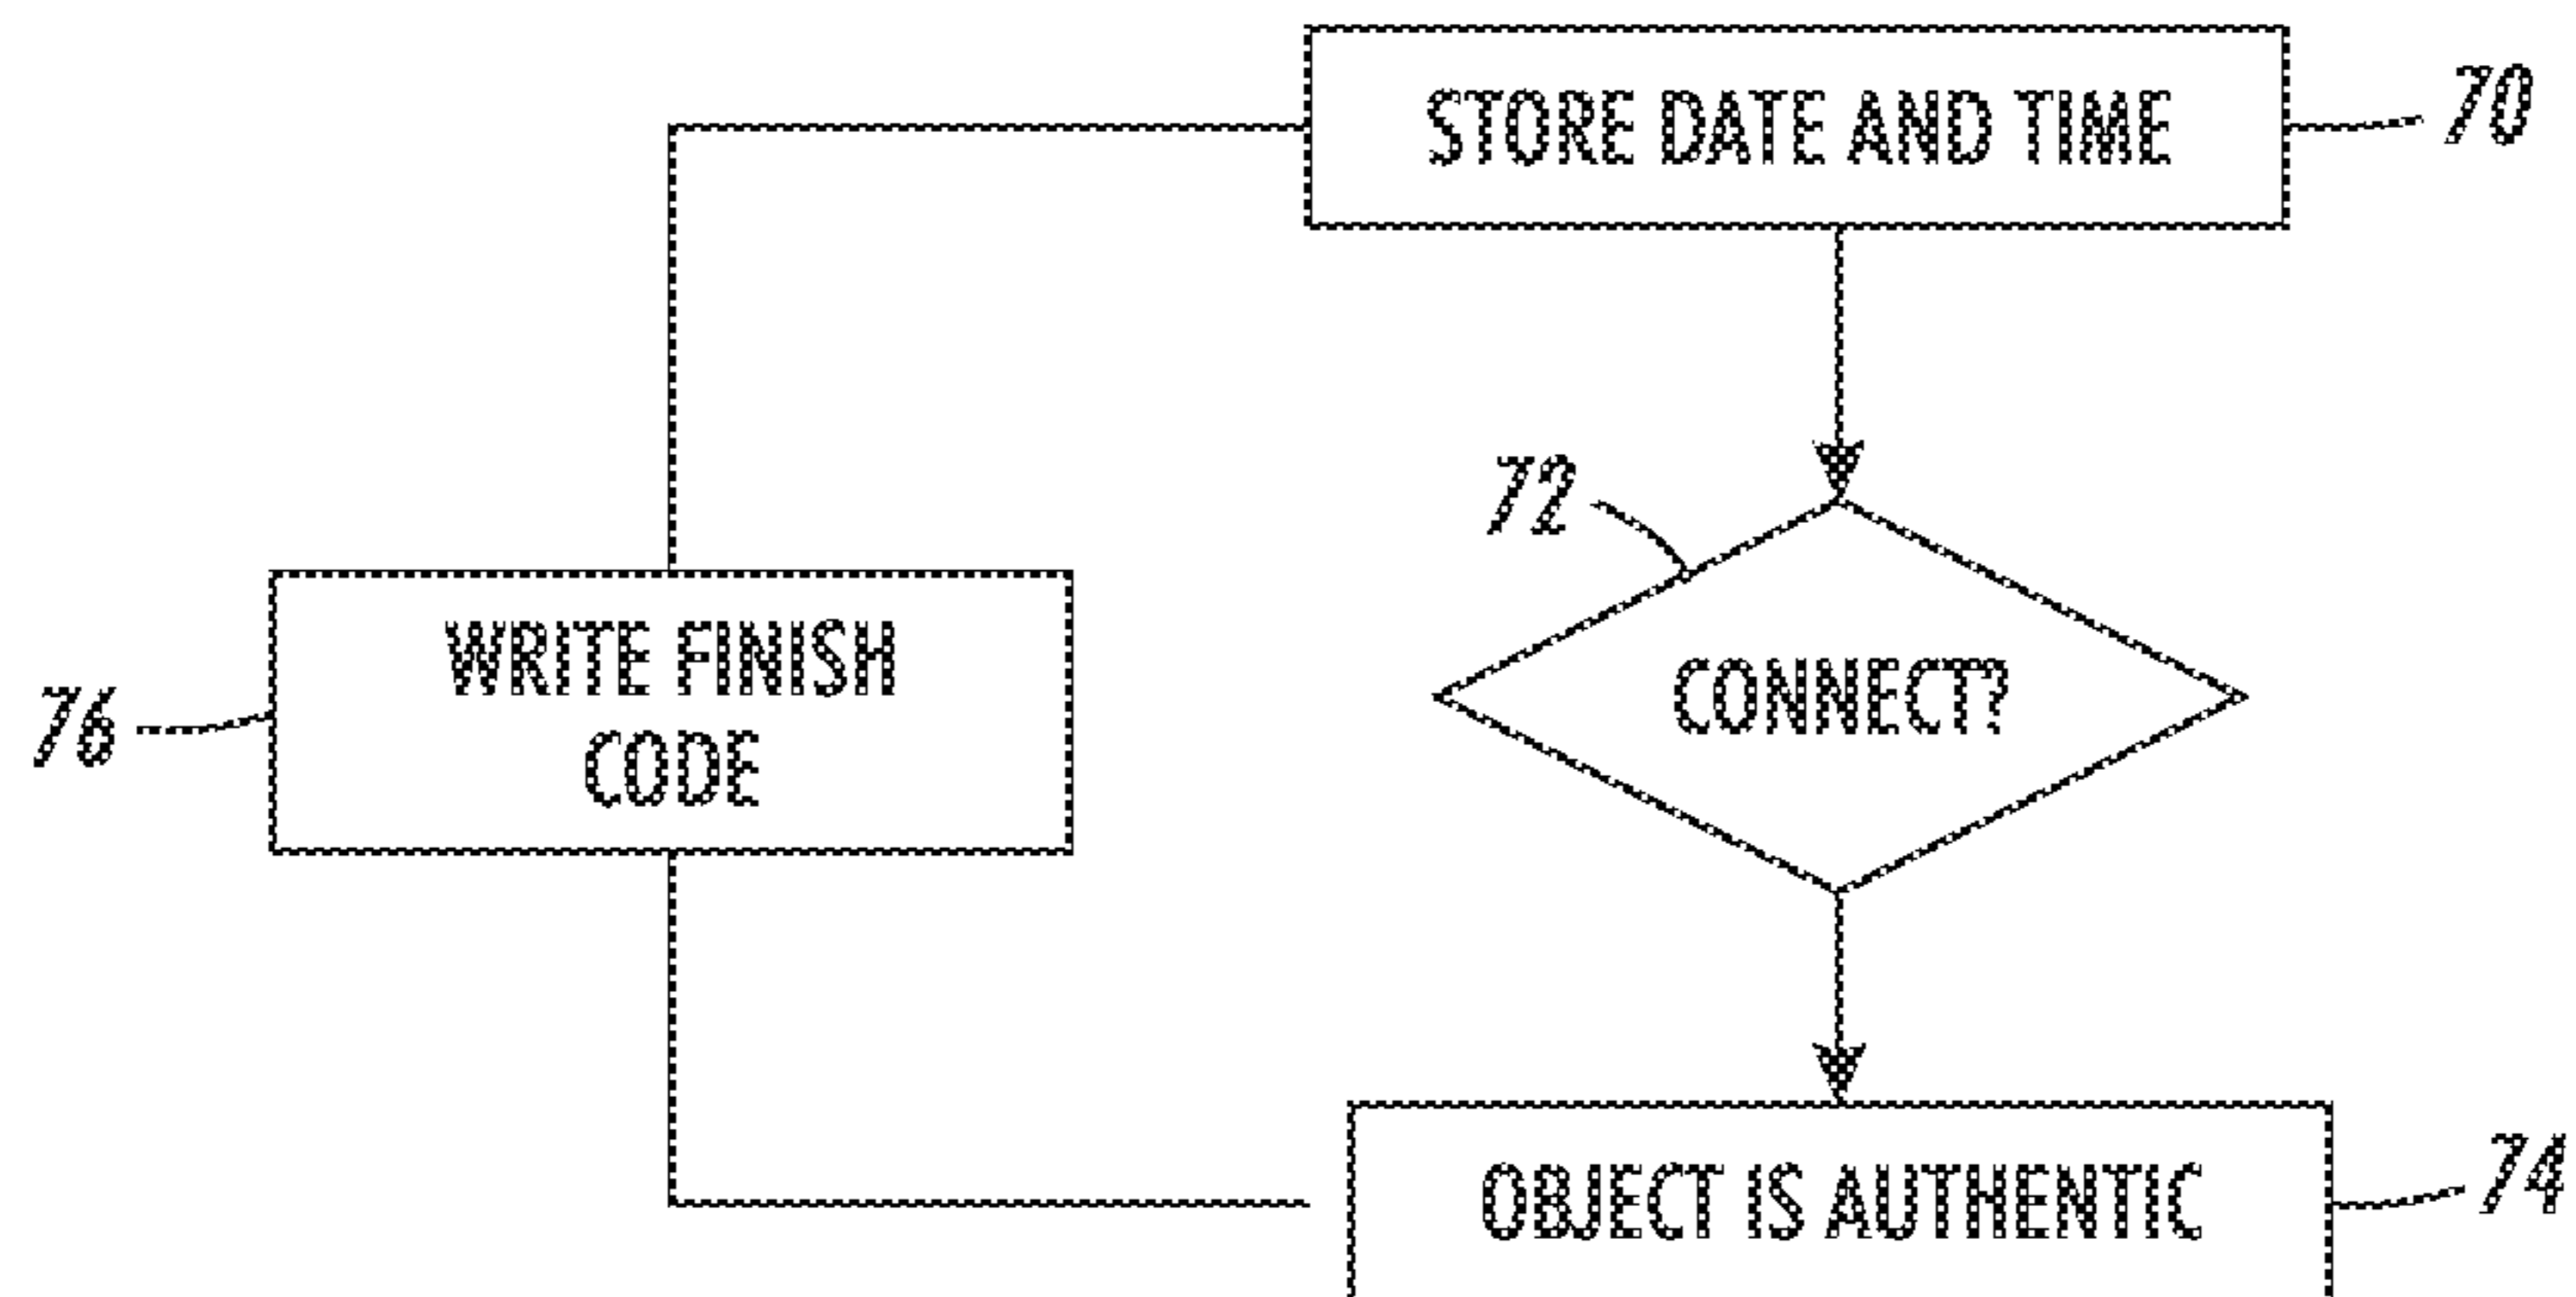 STORE DATE AND TIME
70
72
CONNECT?
WRITE FINISH
CODE
76
OBJECT IS AUTHENTIC
74